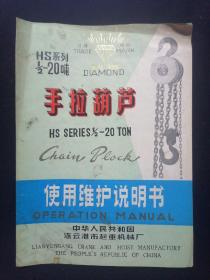 HS系列
½-20吨
TRADE MARK
DIAMOND
手拉葫芦
HS SERIES ½-20 TON
Chain Block
使用维护说明书
OPERATION MANUAL
中华人民共和国
连云港市起重机械厂
LIANYUNGANG CRANE AND HOIST MANUFACTORY
THE PEOPLE'S REPUBLIC OF CHINA